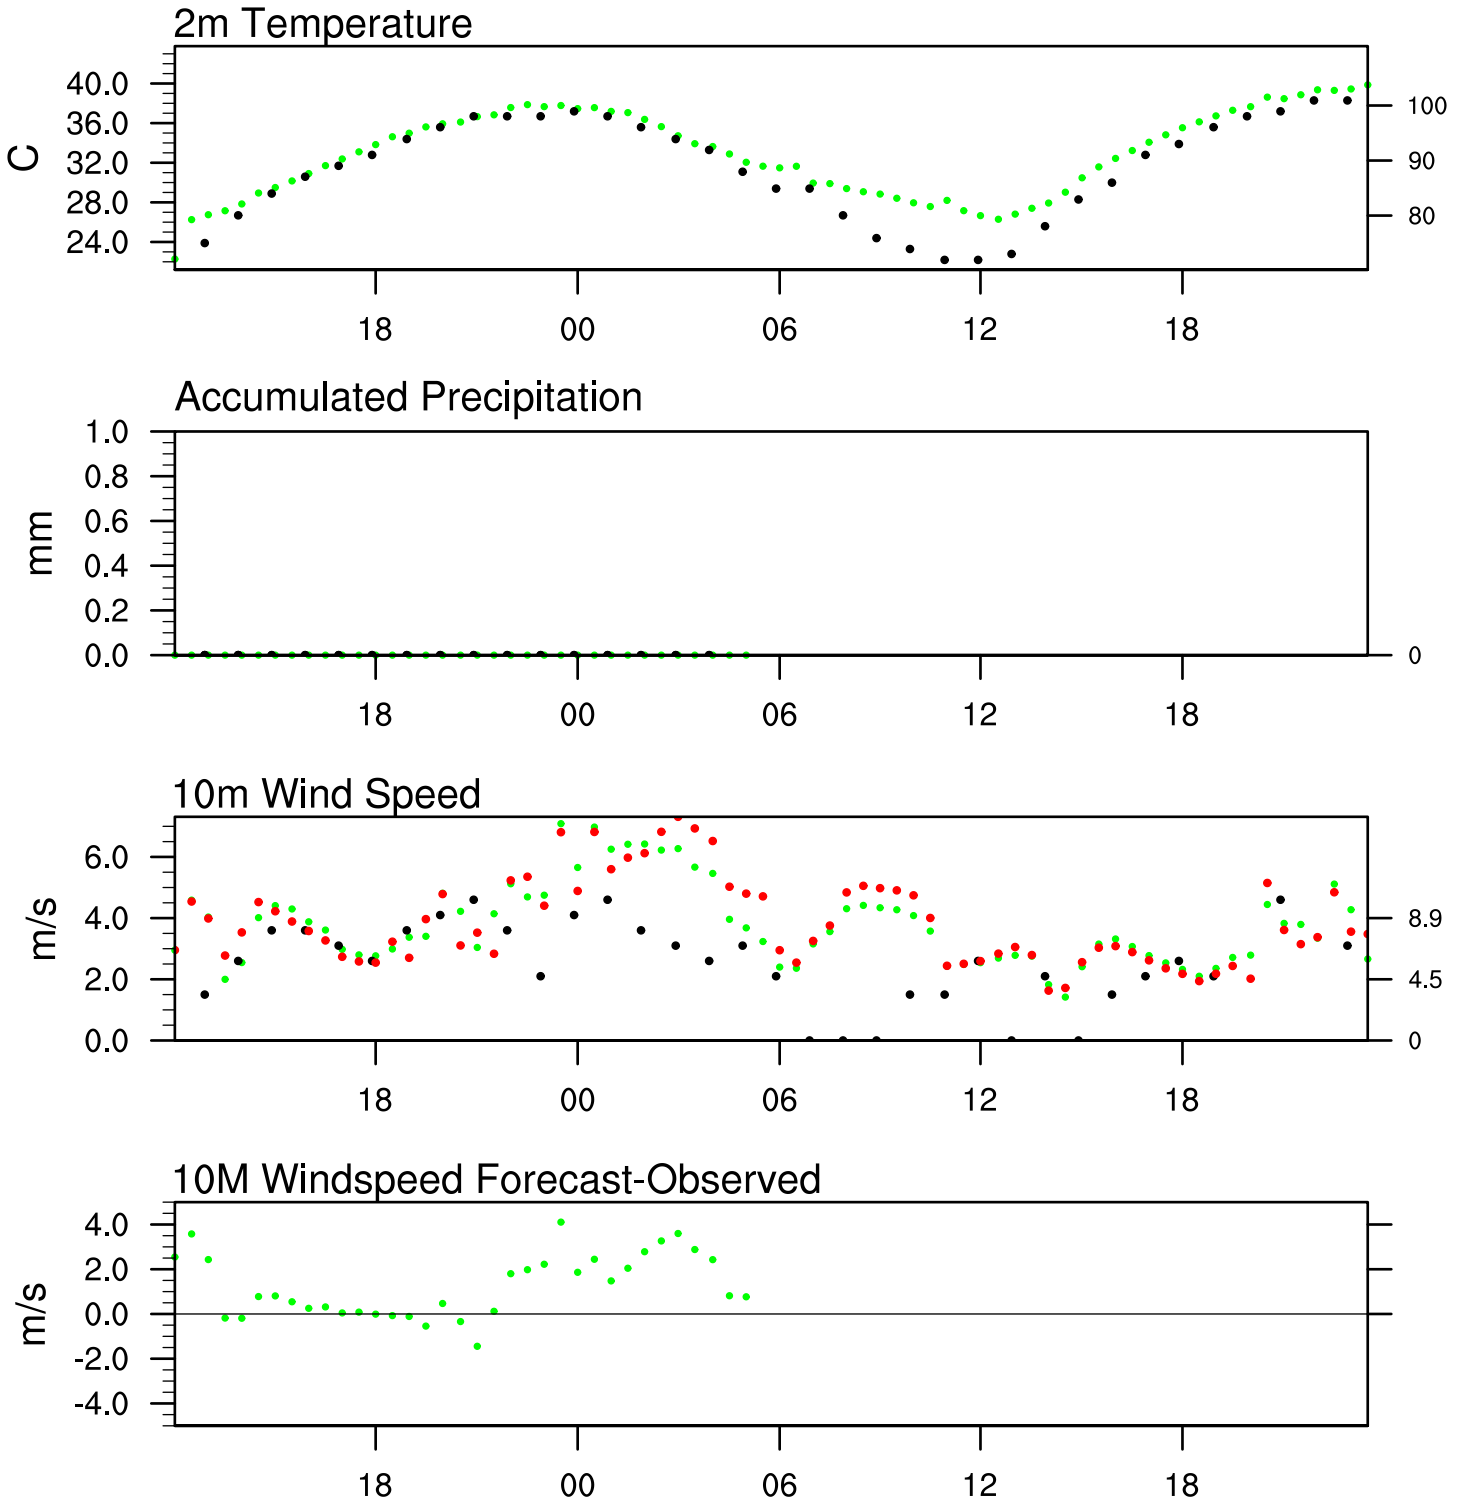 2m Temperature
40.0
36.0
32.0
28.0
24.0
C
100
90
80
18 00 06 12 18
Accumulated Precipitation
1.0
0.8
0.6
0.4
0.2
0.0
mm
0
18 00 06 12 18
10m Wind Speed
6.0
4.0
2.0
0.0
m/s
8.9
4.5
0
18 00 06 12 18
10M Windspeed Forecast-Observed
4.0
2.0
0.0
-2.0
-4.0
m/s
18 00 06 12 18